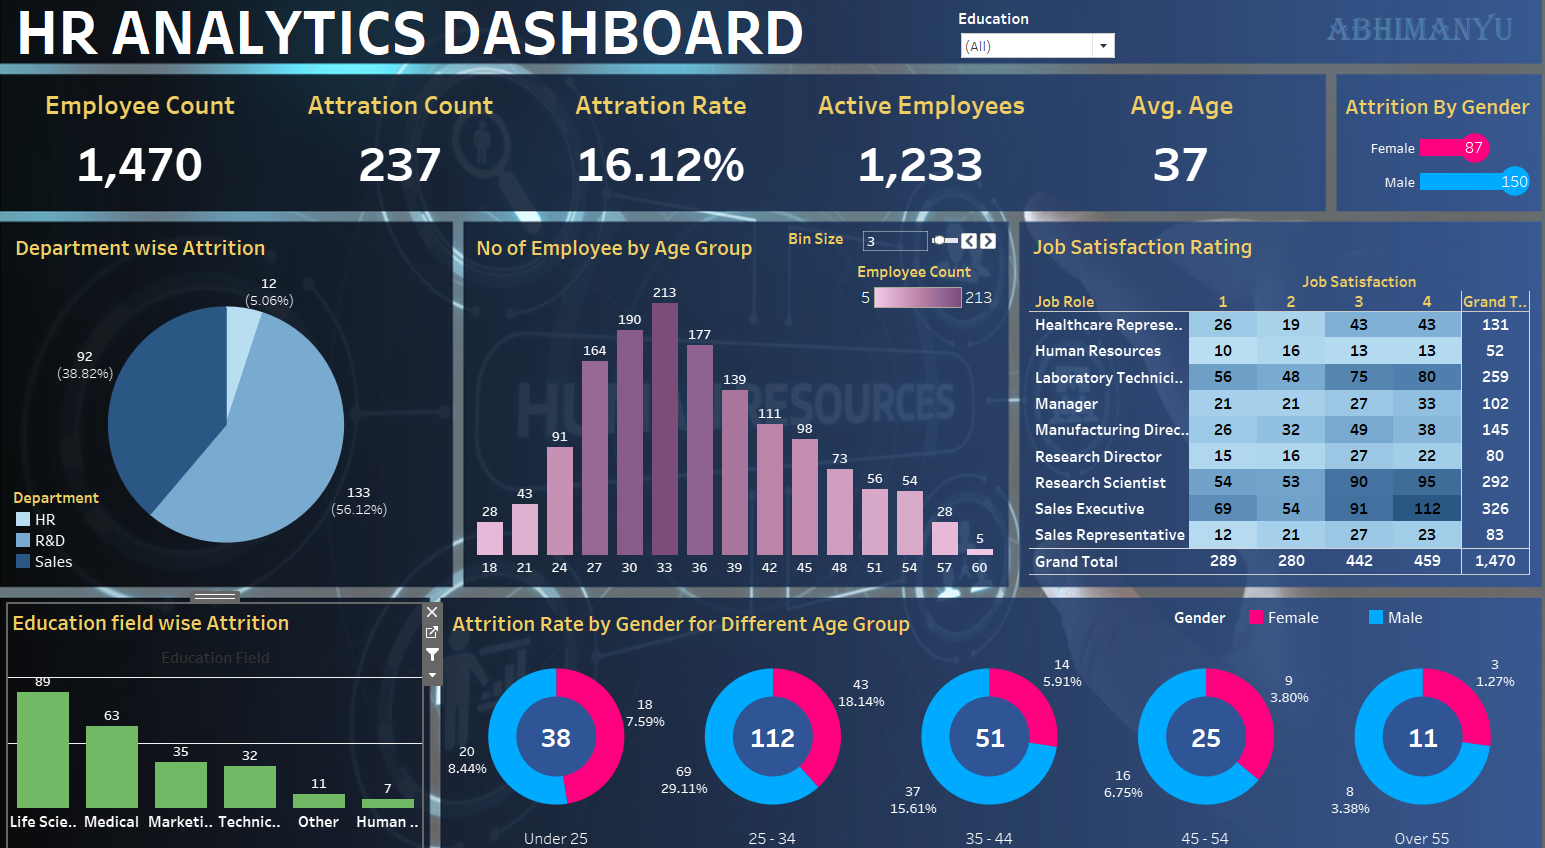 HR ANALYTICS DASHBOARD
Education
(All)
ABHIMANYU
Employee Count
1,470
Attration Count
237
Attration Rate
16.12%
Active Employees
1,233
Avg. Age
37
Attrition By Gender
Female 87
Male 150
Department wise Attrition
12
(5.06%)
92
(38.82%)
133
(56.12%)
Department
HR
R&D
Sales
No of Employee by Age Group
Bin Size 3
Employee Count
5 213
28 43 91 164 190 213 177 139 111 98 73 56 54 28 5
18 21 24 27 30 33 36 39 42 45 48 51 54 57 60
HUMAN RESOURCES
Job Satisfaction Rating
Job Satisfaction
Job Role 1 2 3 4 Grand T..
Healthcare Represe.. 26 19 43 43 131
Human Resources 10 16 13 13 52
Laboratory Technici.. 56 48 75 80 259
Manager 21 21 27 33 102
Manufacturing Direc.. 26 32 49 38 145
Research Director 15 16 27 22 80
Research Scientist 54 53 90 95 292
Sales Executive 69 54 91 112 326
Sales Representative 12 21 27 23 83
Grand Total 289 280 442 459 1,470
Education field wise Attrition
Education Field
89 63 35 32 11 7
Life Scie.. Medical Marketi.. Technic.. Other Human ..
Attrition Rate by Gender for Different Age Group
Gender Female Male
38
18
7.59%
20
8.44%
Under 25
112
43
18.14%
69
29.11%
25 - 34
51
14
5.91%
37
15.61%
35 - 44
25
9
3.80%
16
6.75%
45 - 54
11
3
1.27%
8
3.38%
Over 55